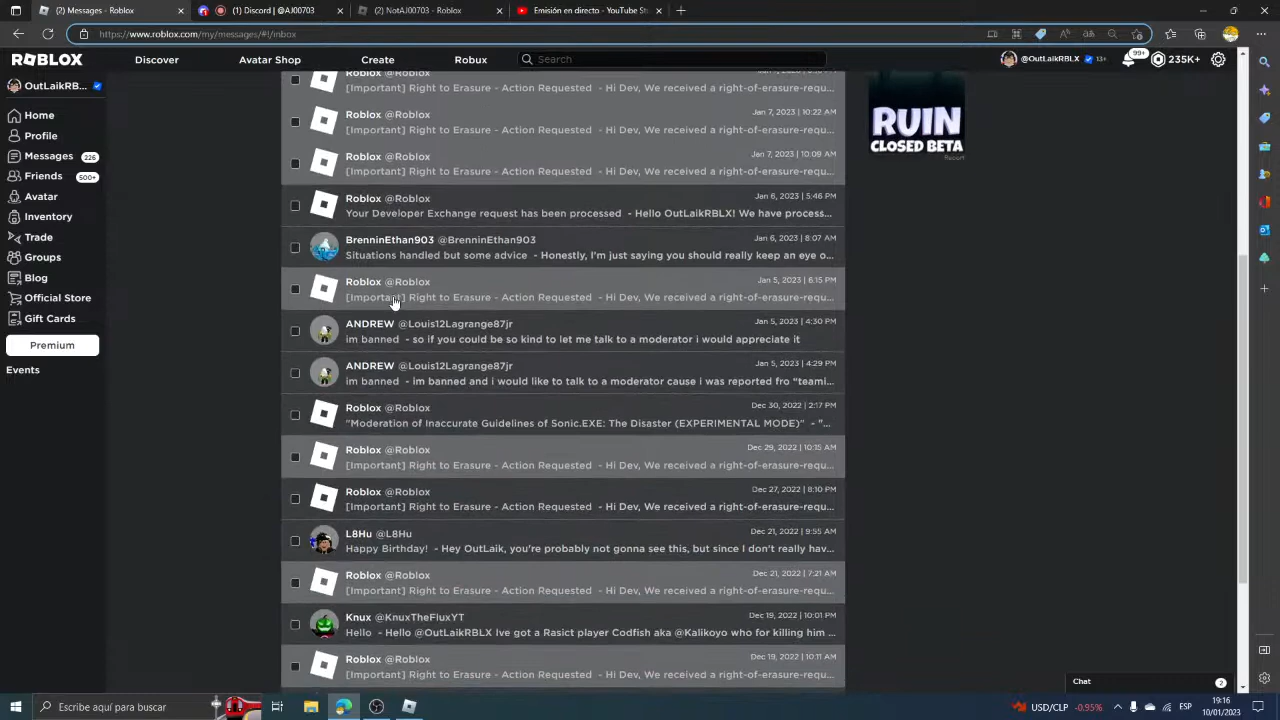 (2) Messages - Roblox
(1) Discord | @AJ00703
(2) NotAJ00703 - Roblox
Emisión en directo - YouTube St
https://www.roblox.com/my/messages/#!/inbox
ROBLOX
Discover
Avatar Shop
Create
Robux
Search
@OutLaikRBLX
13+
99+
235K+
OutLaikRB...
Home
Profile
Messages
226
Friends
500+
Avatar
Inventory
Trade
Groups
Blog
Official Store
Gift Cards
Premium
Events
Roblox @Roblox
[Important] Right to Erasure - Action Requested - Hi Dev, We received a right-of-erasure-requ...
Roblox @Roblox
Jan 7, 2023 | 10:22 AM
[Important] Right to Erasure - Action Requested - Hi Dev, We received a right-of-erasure-requ...
Roblox @Roblox
Jan 7, 2023 | 10:09 AM
[Important] Right to Erasure - Action Requested - Hi Dev, We received a right-of-erasure-requ...
Roblox @Roblox
Jan 6, 2023 | 5:46 PM
Your Developer Exchange request has been processed - Hello OutLaikRBLX! We have process...
BrenninEthan903 @BrenninEthan903
Jan 6, 2023 | 8:07 AM
Situations handled but some advice - Honestly, I'm just saying you should really keep an eye o...
Roblox @Roblox
Jan 5, 2023 | 6:15 PM
[Important] Right to Erasure - Action Requested - Hi Dev, We received a right-of-erasure-requ...
ANDREW @Louis12Lagrange87jr
Jan 5, 2023 | 4:30 PM
im banned - so if you could be so kind to let me talk to a moderator i would appreciate it
ANDREW @Louis12Lagrange87jr
Jan 5, 2023 | 4:29 PM
im banned - im banned and i would like to talk to a moderator cause i was reported fro "teami...
Roblox @Roblox
Dec 30, 2022 | 2:17 PM
"Moderation of Inaccurate Guidelines of Sonic.EXE: The Disaster (EXPERIMENTAL MODE)" - "...
Roblox @Roblox
Dec 29, 2022 | 10:15 AM
[Important] Right to Erasure - Action Requested - Hi Dev, We received a right-of-erasure-requ...
Roblox @Roblox
Dec 27, 2022 | 8:10 PM
[Important] Right to Erasure - Action Requested - Hi Dev, We received a right-of-erasure-requ...
L8Hu @L8Hu
Dec 21, 2022 | 9:55 AM
Happy Birthday! - Hey OutLaik, you're probably not gonna see this, but since I don't really hav...
Roblox @Roblox
Dec 21, 2022 | 7:21 AM
[Important] Right to Erasure - Action Requested - Hi Dev, We received a right-of-erasure-requ...
Knux @KnuxTheFluxYT
Dec 19, 2022 | 10:01 PM
Hello - Hello @OutLaikRBLX Ive got a Rasict player Codfish aka @Kalikoyo who for killing him ...
Roblox @Roblox
Dec 19, 2022 | 10:11 AM
[Important] Right to Erasure - Action Requested - Hi Dev, We received a right-of-erasure-requ...
RUIN
CLOSED BETA
Report
Chat
2
Escribe aquí para buscar
USD/CLP -0,95%
ESP
19:16
10/01/2023